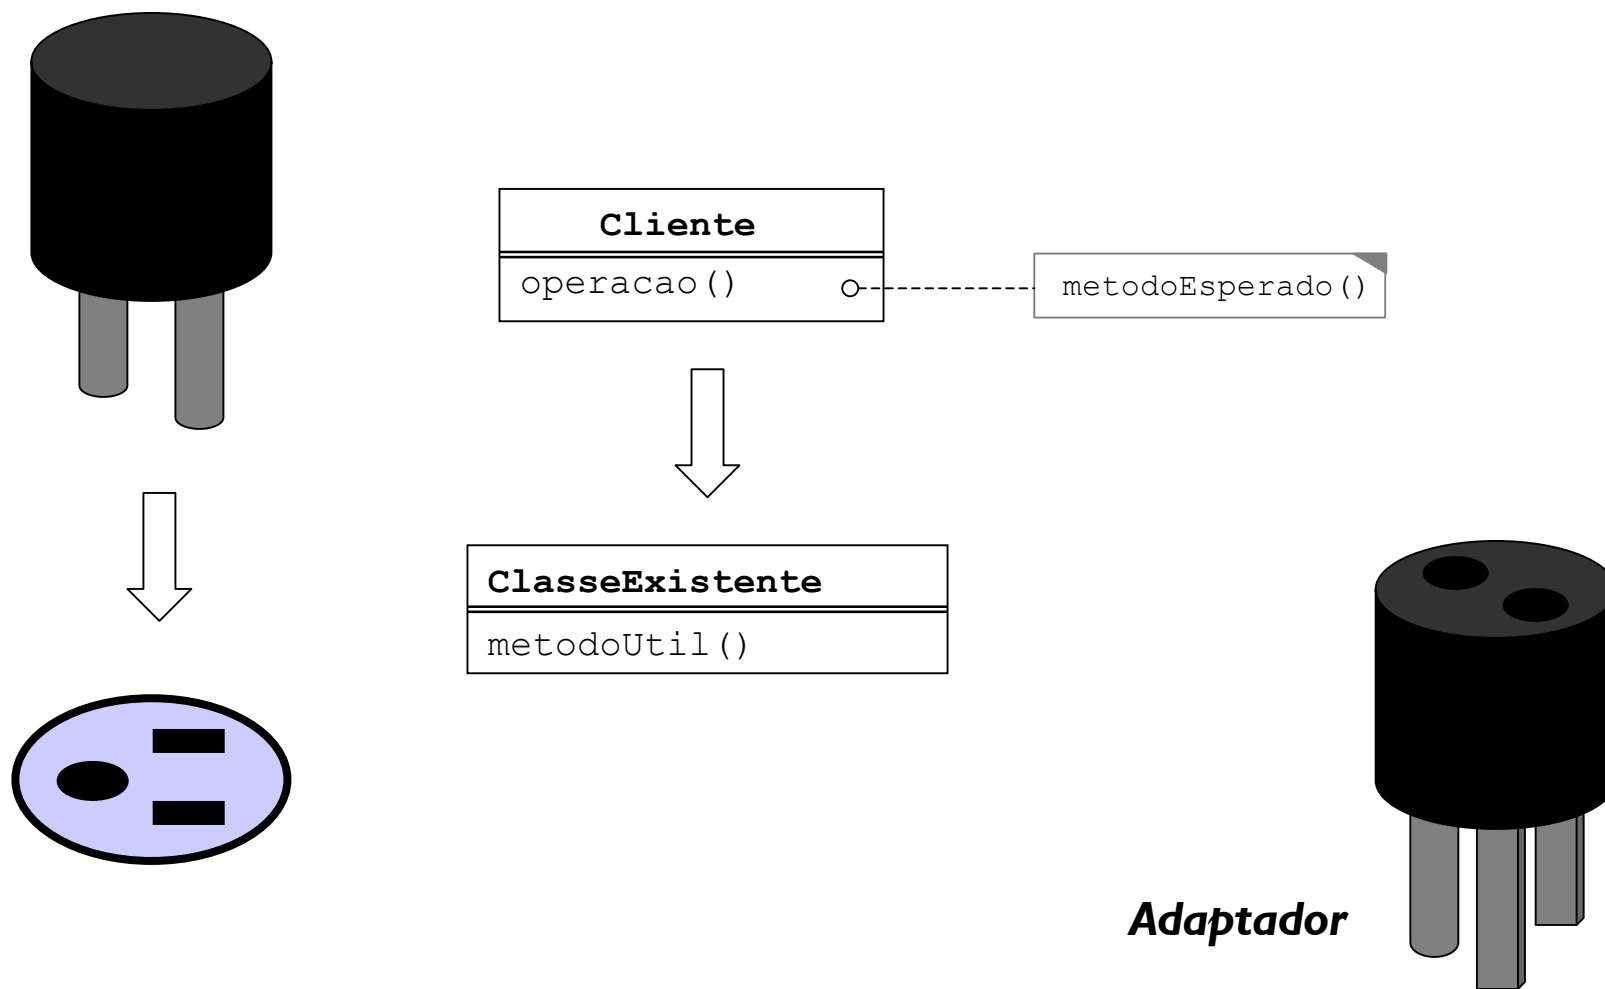 Cliente
operacao()
metodoEsperado()
ClasseExistente
metodoUtil()
Adaptador